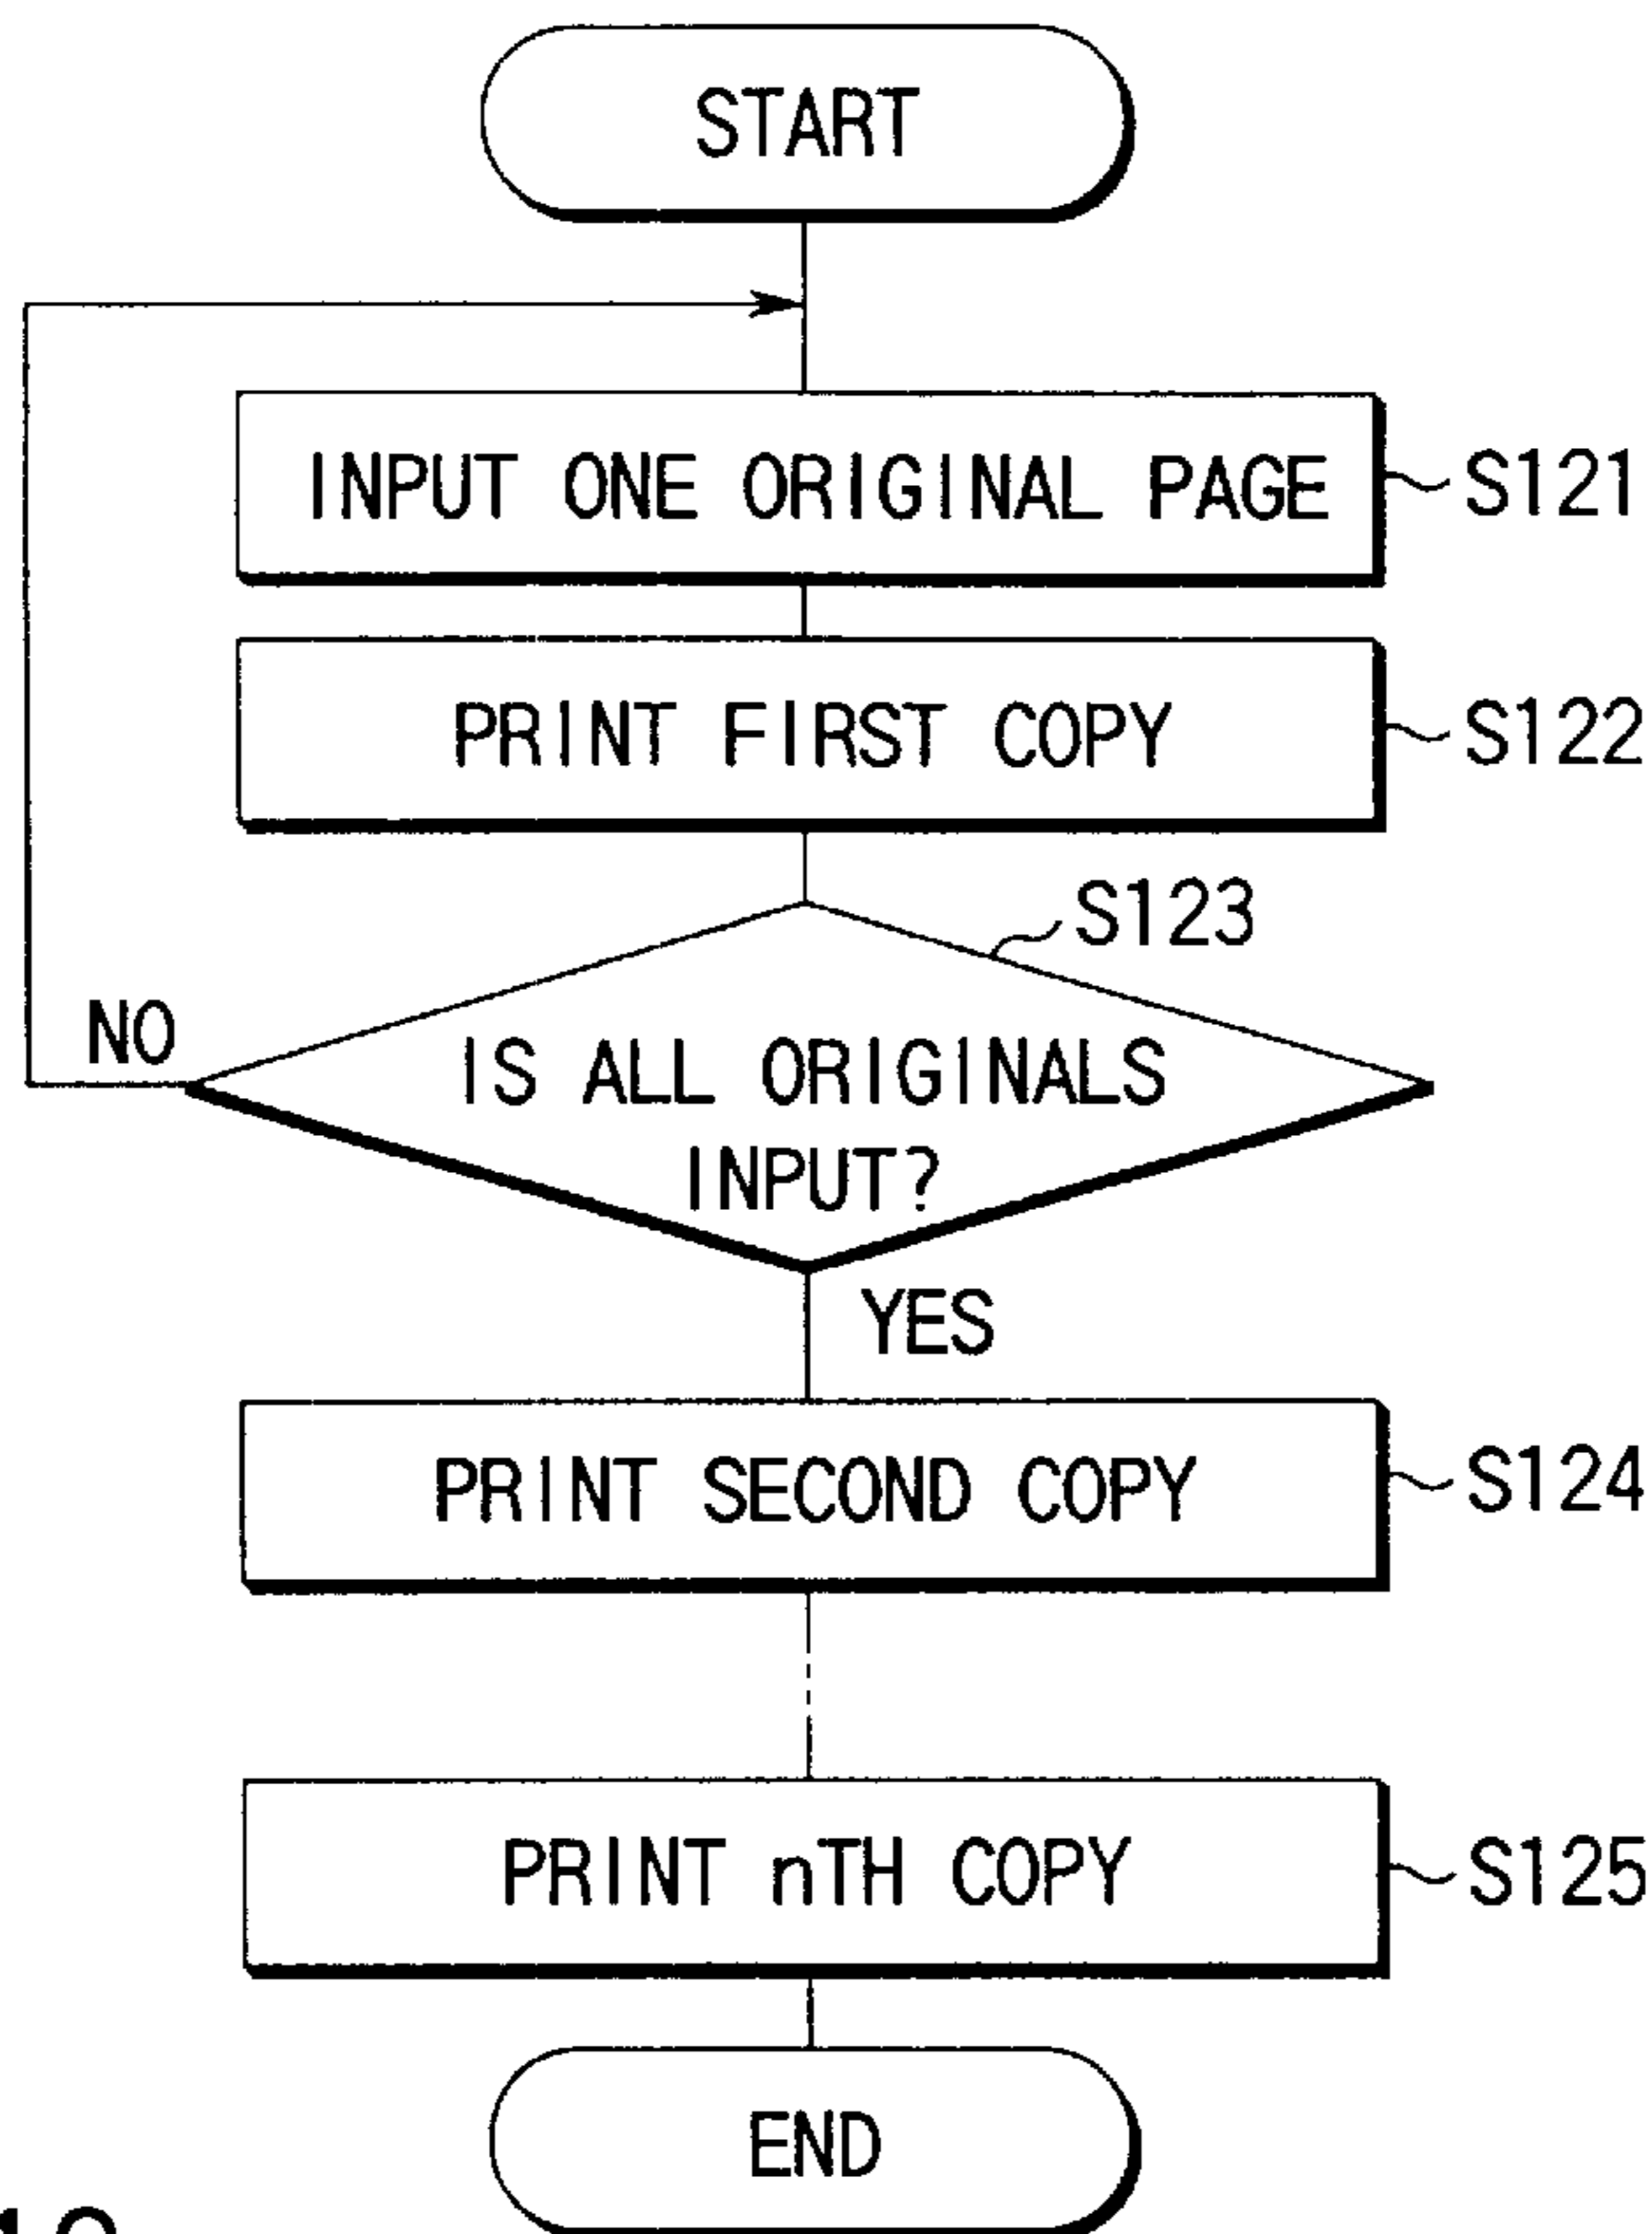 START
INPUT ONE ORIGINAL PAGE
S121
PRINT FIRST COPY
S122
S123
NO
IS ALL ORIGINALS
INPUT?
YES
PRINT SECOND COPY
S124
PRINT nTH COPY
S125
END